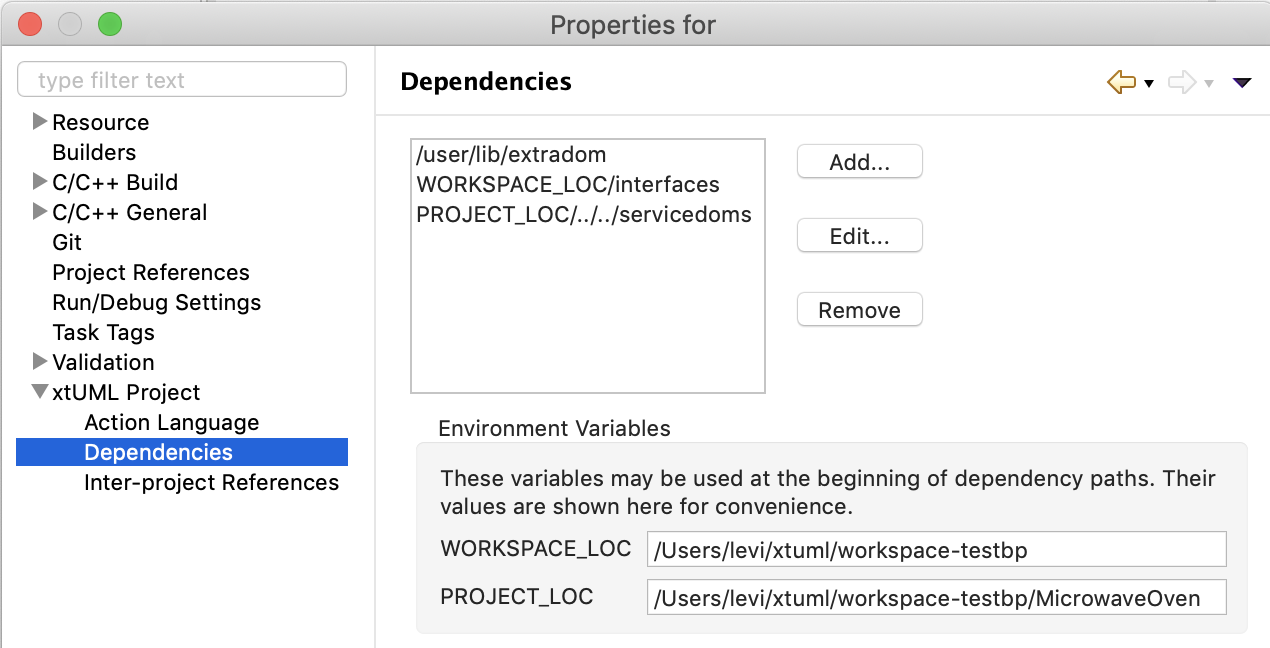 Properties for
type filter text
Resource
Builders
C/C++ Build
C/C++ General
Git
Project References
Run/Debug Settings
Task Tags
Validation
xtUML Project
Action Language
Dependencies
Inter-project References
Dependencies
/user/lib/extradom
WORKSPACE_LOC/interfaces
PROJECT_LOC/../../servicedoms
Add...
Edit...
Remove
Environment Variables
These variables may be used at the beginning of dependency paths. Their
values are shown here for convenience.
WORKSPACE_LOC /Users/levi/xtuml/workspace-testbp
PROJECT_LOC /Users/levi/xtuml/workspace-testbp/MicrowaveOven